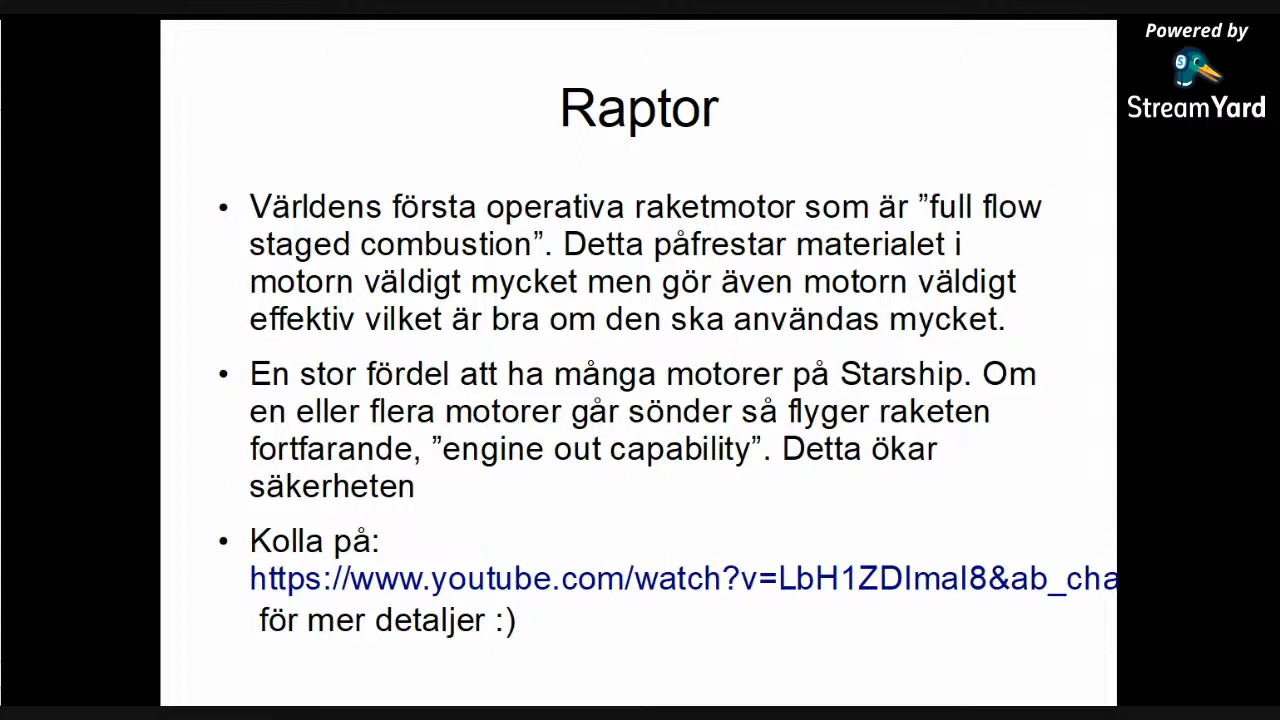 Powered by
StreamYard
Raptor
• Världens första operativa raketmotor som är ”full flow
staged combustion”. Detta påfrestar materialet i
motorn väldigt mycket men gör även motorn väldigt
effektiv vilket är bra om den ska användas mycket.
• En stor fördel att ha många motorer på Starship. Om
en eller flera motorer går sönder så flyger raketen
fortfarande, ”engine out capability”. Detta ökar
säkerheten
• Kolla på:
https://www.youtube.com/watch?v=LbH1ZDImaI8&ab_cha
för mer detaljer :)